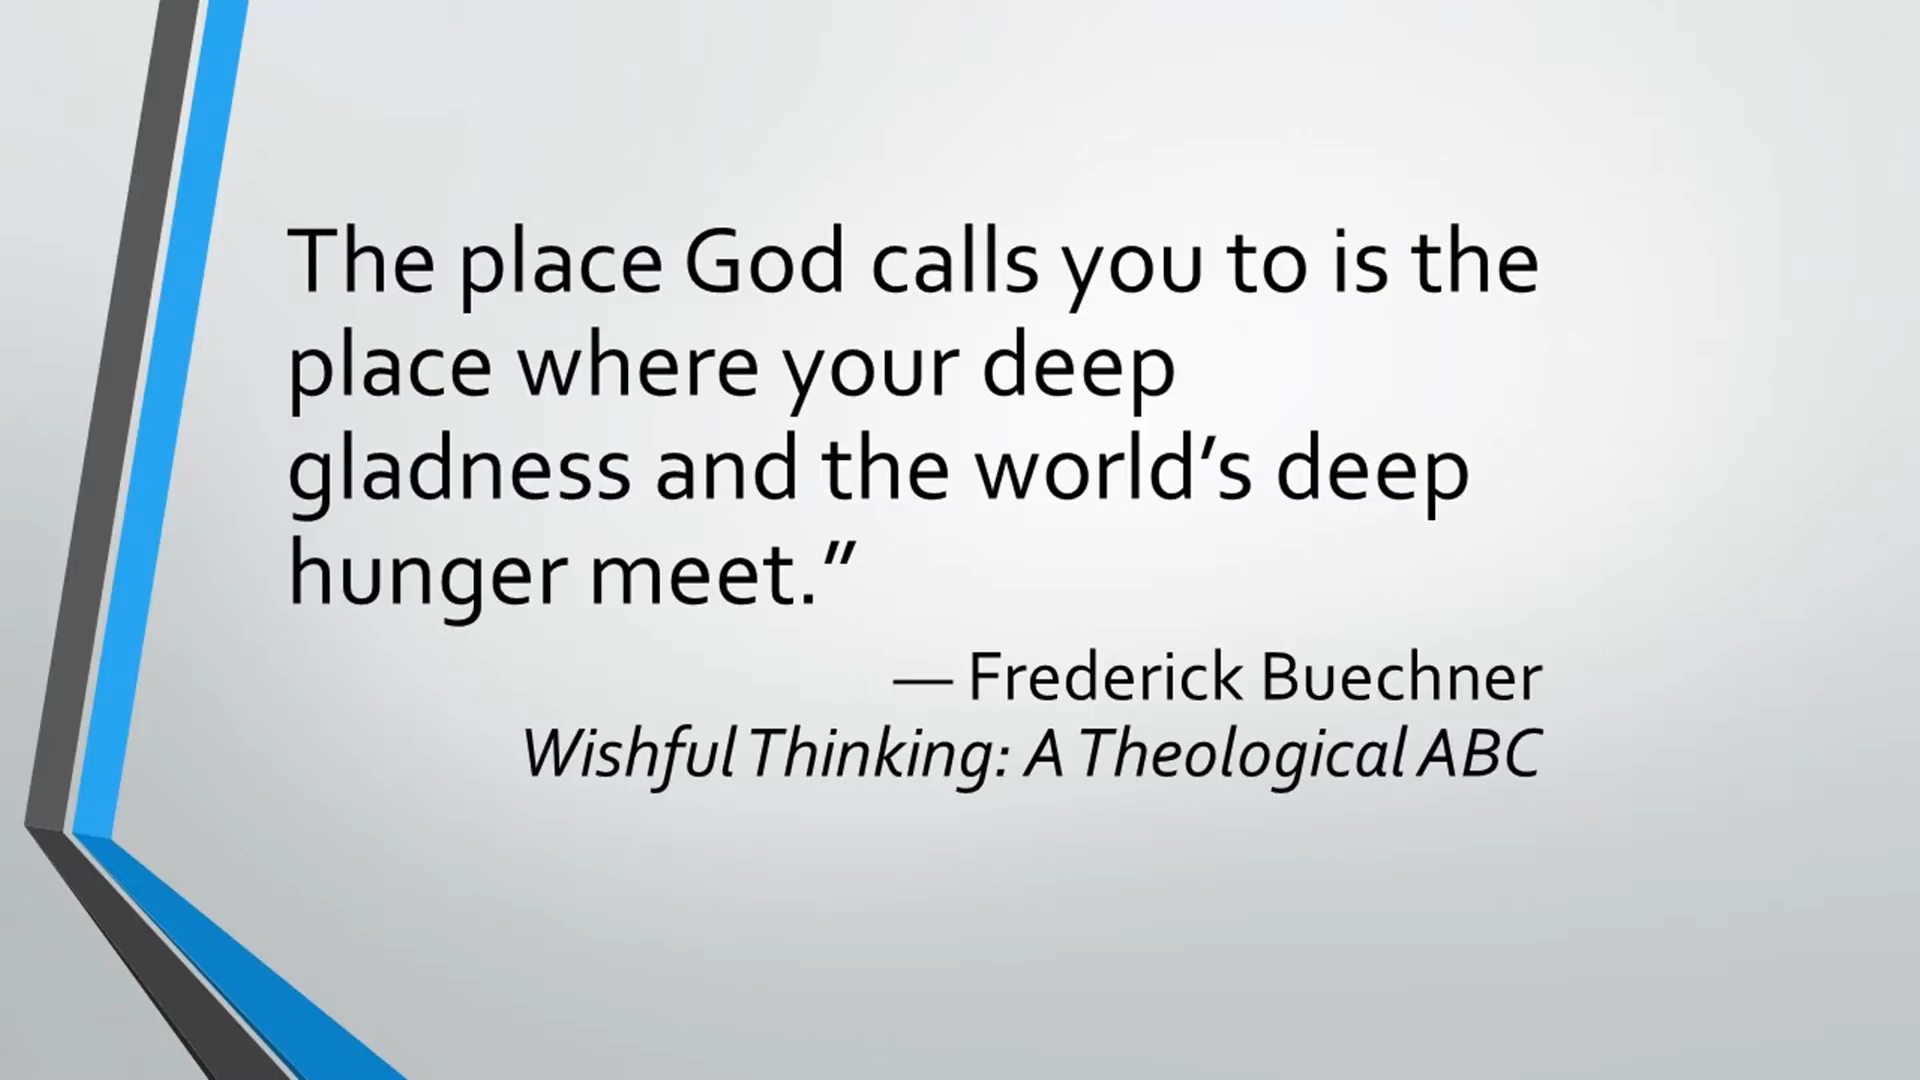 The place God calls you to is the
place where your deep
gladness and the world’s deep
hunger meet.”
— Frederick Buechner
Wishful Thinking: A Theological ABC